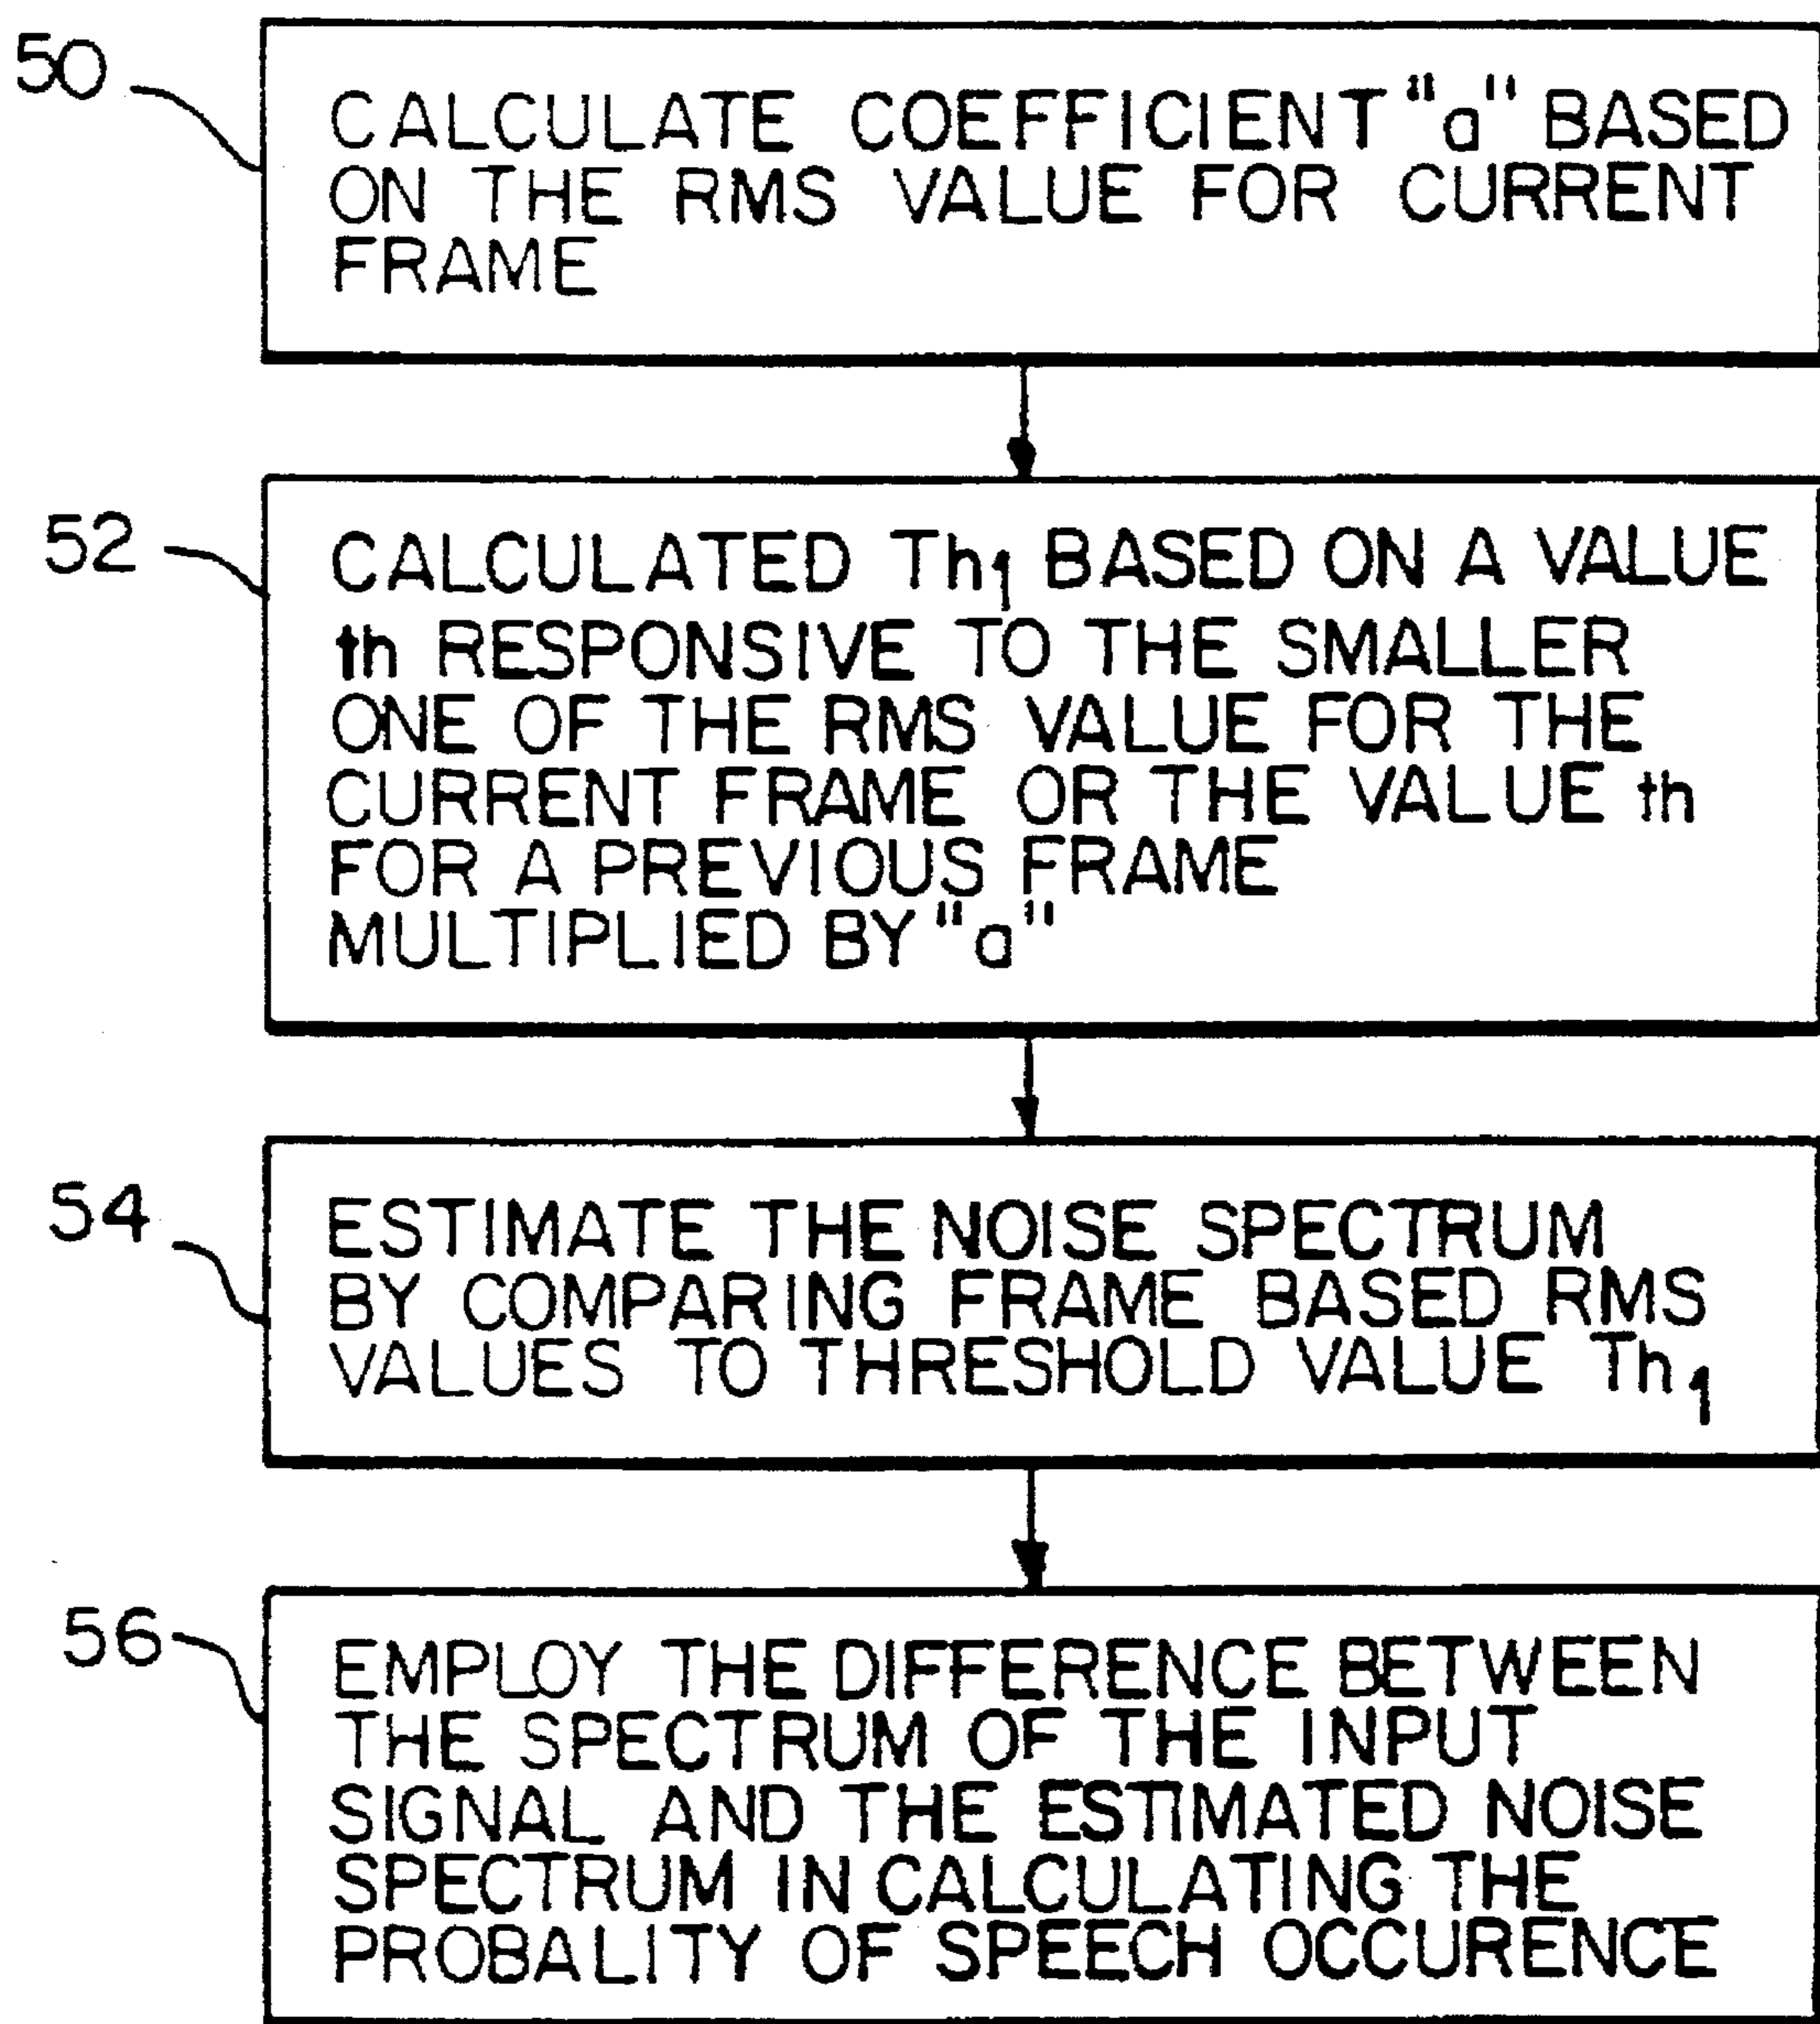 50
CALCULATE COEFFICIENT "a" BASED
ON THE RMS VALUE FOR CURRENT
FRAME
52
CALCULATED Th₁ BASED ON A VALUE
th RESPONSIVE TO THE SMALLER
ONE OF THE RMS VALUE FOR THE
CURRENT FRAME OR THE VALUE th
FOR A PREVIOUS FRAME
MULTIPLIED BY "a"
54
ESTIMATE THE NOISE SPECTRUM
BY COMPARING FRAME BASED RMS
VALUES TO THRESHOLD VALUE Th₁
56
EMPLOY THE DIFFERENCE BETWEEN
THE SPECTRUM OF THE INPUT
SIGNAL AND THE ESTIMATED NOISE
SPECTRUM IN CALCULATING THE
PROBALITY OF SPEECH OCCURENCE